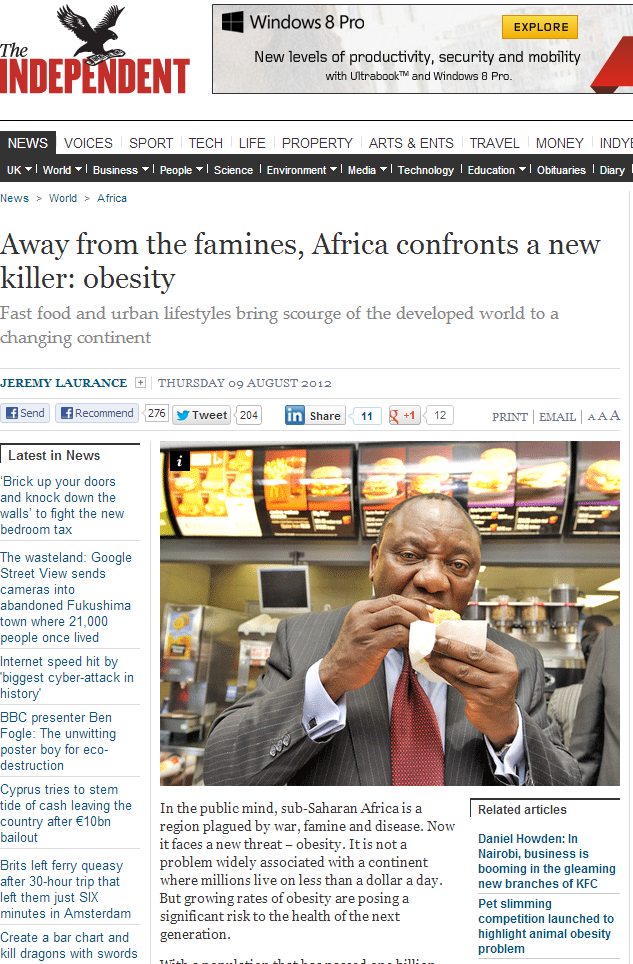 The
INDEPENDENT
Windows 8 Pro
EXPLORE
New levels of productivity, security and mobility
with Ultrabook™ and Windows 8 Pro.
NEWS VOICES SPORT TECH LIFE PROPERTY ARTS & ENTS TRAVEL MONEY INDYE
UK World Business People Science Environment Media Technology Education Obituaries Diary
News > World > Africa
Away from the famines, Africa confronts a new
killer: obesity
Fast food and urban lifestyles bring scourge of the developed world to a
changing continent
JEREMY LAURANCE + THURSDAY 09 AUGUST 2012
f Send f Recommend 276 Tweet 204 in Share 11 g +1 12 PRINT EMAIL A A A
Latest in News
'Brick up your doors
and knock down the
walls' to fight the new
bedroom tax
The wasteland: Google
Street View sends
cameras into
abandoned Fukushima
town where 21,000
people once lived
Internet speed hit by
'biggest cyber-attack in
history'
BBC presenter Ben
Fogle: The unwitting
poster boy for eco-
destruction
Cyprus tries to stem
tide of cash leaving the
country after €10bn
bailout
Brits left ferry queasy
after 30-hour trip that
left them just SIX
minutes in Amsterdam
Create a bar chart and
kill dragons with swords
i
In the public mind, sub-Saharan Africa is a
region plagued by war, famine and disease. Now
it faces a new threat – obesity. It is not a
problem widely associated with a continent
where millions live on less than a dollar a day.
But growing rates of obesity are posing a
significant risk to the health of the next
generation.
With a population that has passed one billion
Related articles
Daniel Howden: In
Nairobi, business is
booming in the gleaming
new branches of KFC
Pet slimming
competition launched to
highlight animal obesity
problem